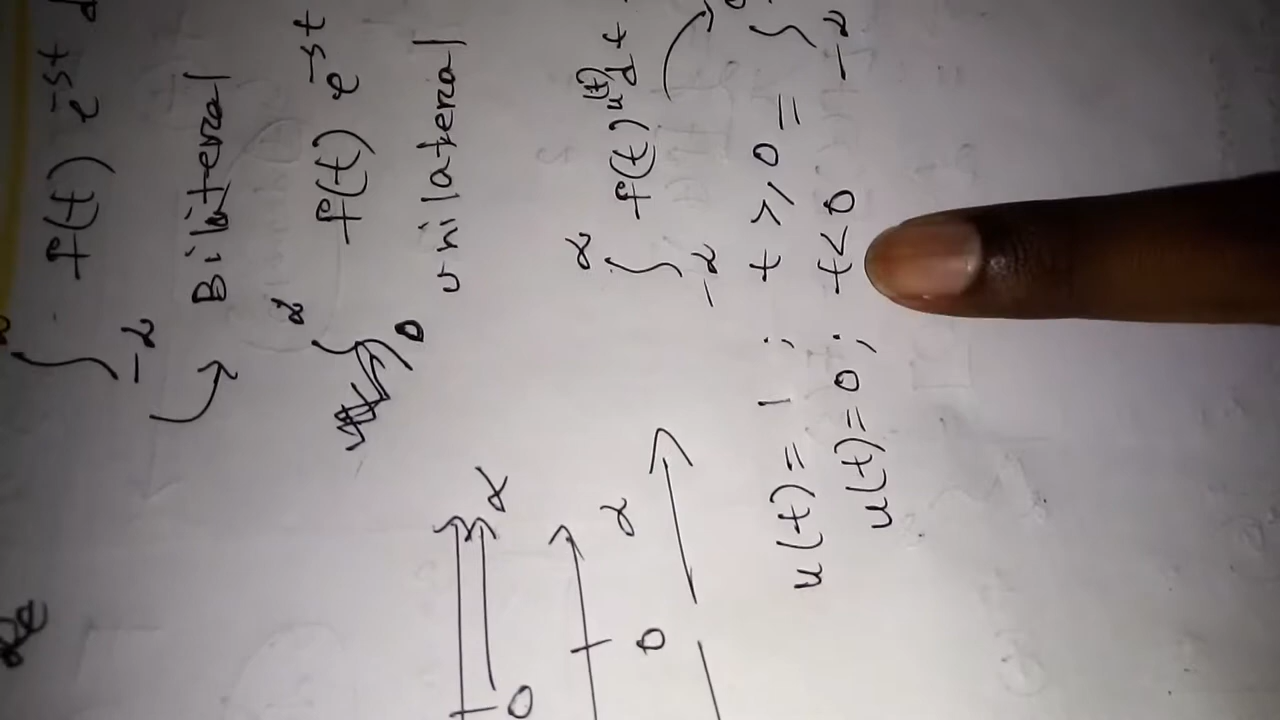 ∫_{-∞}^{∞} f(t) e^{-st} d
↳ Bilateral
∫_{0}^{∞} f(t) e^{-st}
unilateral
∫_{-∞}^{∞} f(t) u(t) dt
u(t) = 1 ; t ≥ 0 = ∫_{-∞}
u(t) = 0 ; t < 0
∞
0
∞
0